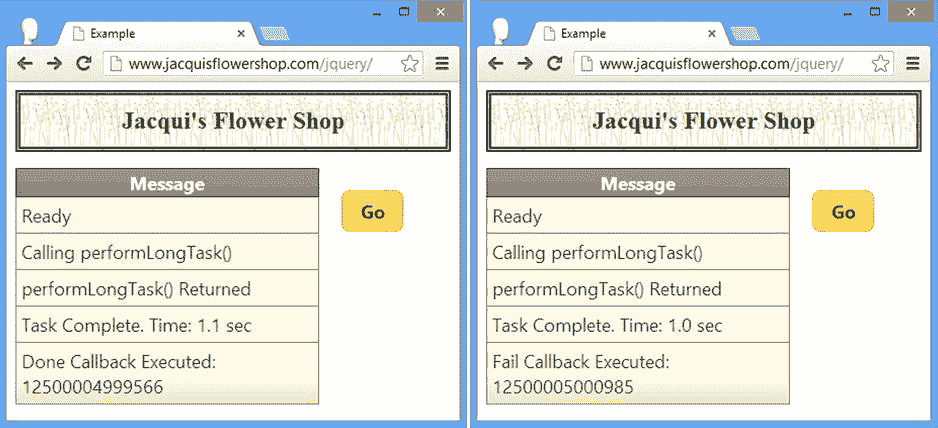 Example
www.jacquisflowershop.com/jquery/
Jacqui's Flower Shop
Message
Ready
Go
Calling performLongTask()
performLongTask() Returned
Task Complete. Time: 1.1 sec
Done Callback Executed:
12500004999566
Example
www.jacquisflowershop.com/jquery/
Jacqui's Flower Shop
Message
Ready
Go
Calling performLongTask()
performLongTask() Returned
Task Complete. Time: 1.0 sec
Fail Callback Executed:
12500005000985